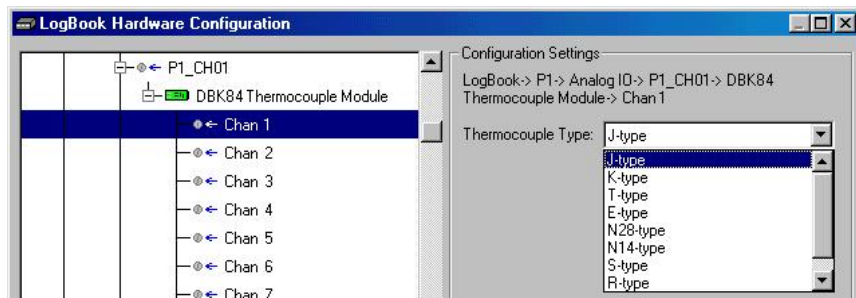 LogBook Hardware Configuration
P1_CH01
DBK84 Thermocouple Module
Chan 1
Chan 2
Chan 3
Chan 4
Chan 5
Chan 6
Chan 7
Configuration Settings
LogBook-> P1-> Analog IO-> P1_CH01-> DBK84
Thermocouple Module-> Chan 1
Thermocouple Type: J-type
J-type
K-type
T-type
E-type
N28-type
N14-type
S-type
R-type